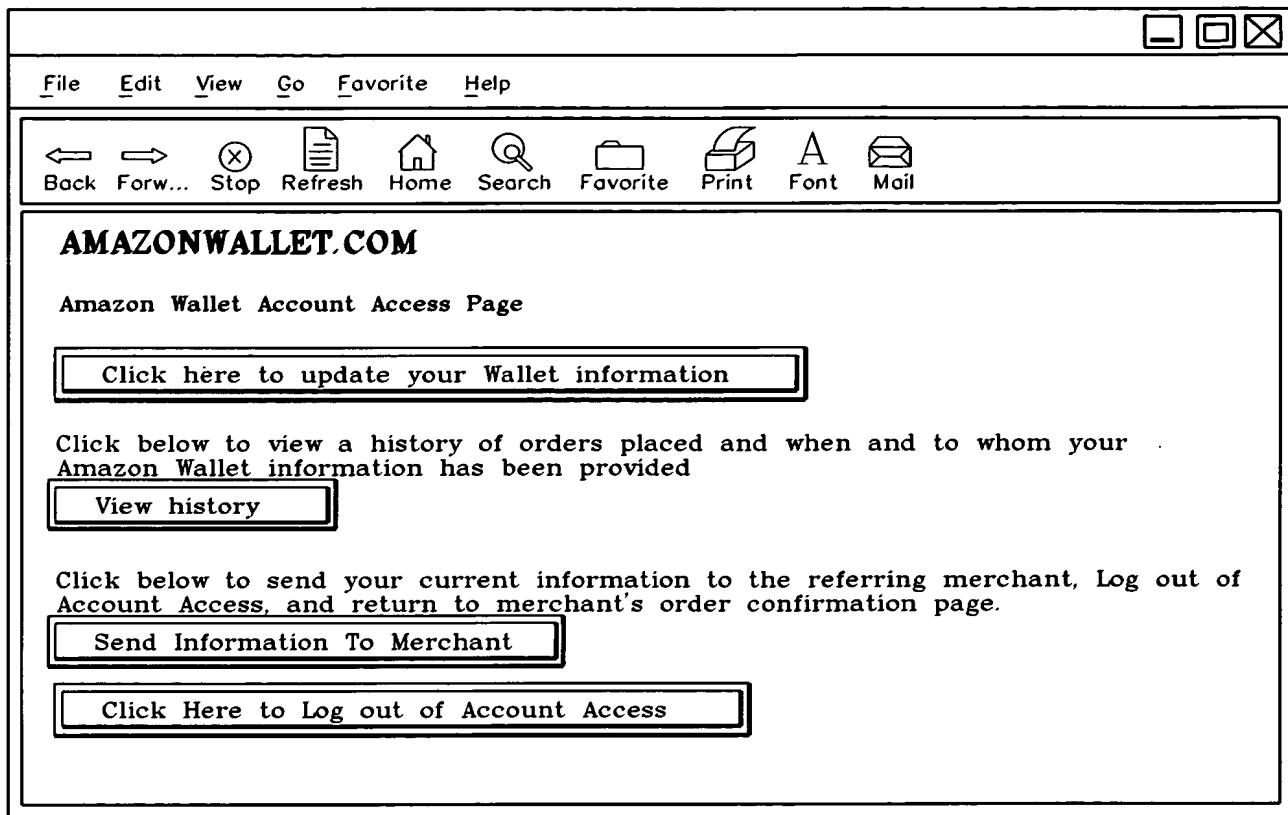 File Edit View Go Favorite Help
Back Forw... Stop Refresh Home Search Favorite Print Font Mail
AMAZONWALLET.COM
Amazon Wallet Account Access Page
Click here to update your Wallet information
Click below to view a history of orders placed and when and to whom your
Amazon Wallet information has been provided
View history
Click below to send your current information to the referring merchant, Log out of
Account Access, and return to merchant's order confirmation page.
Send Information To Merchant
Click Here to Log out of Account Access